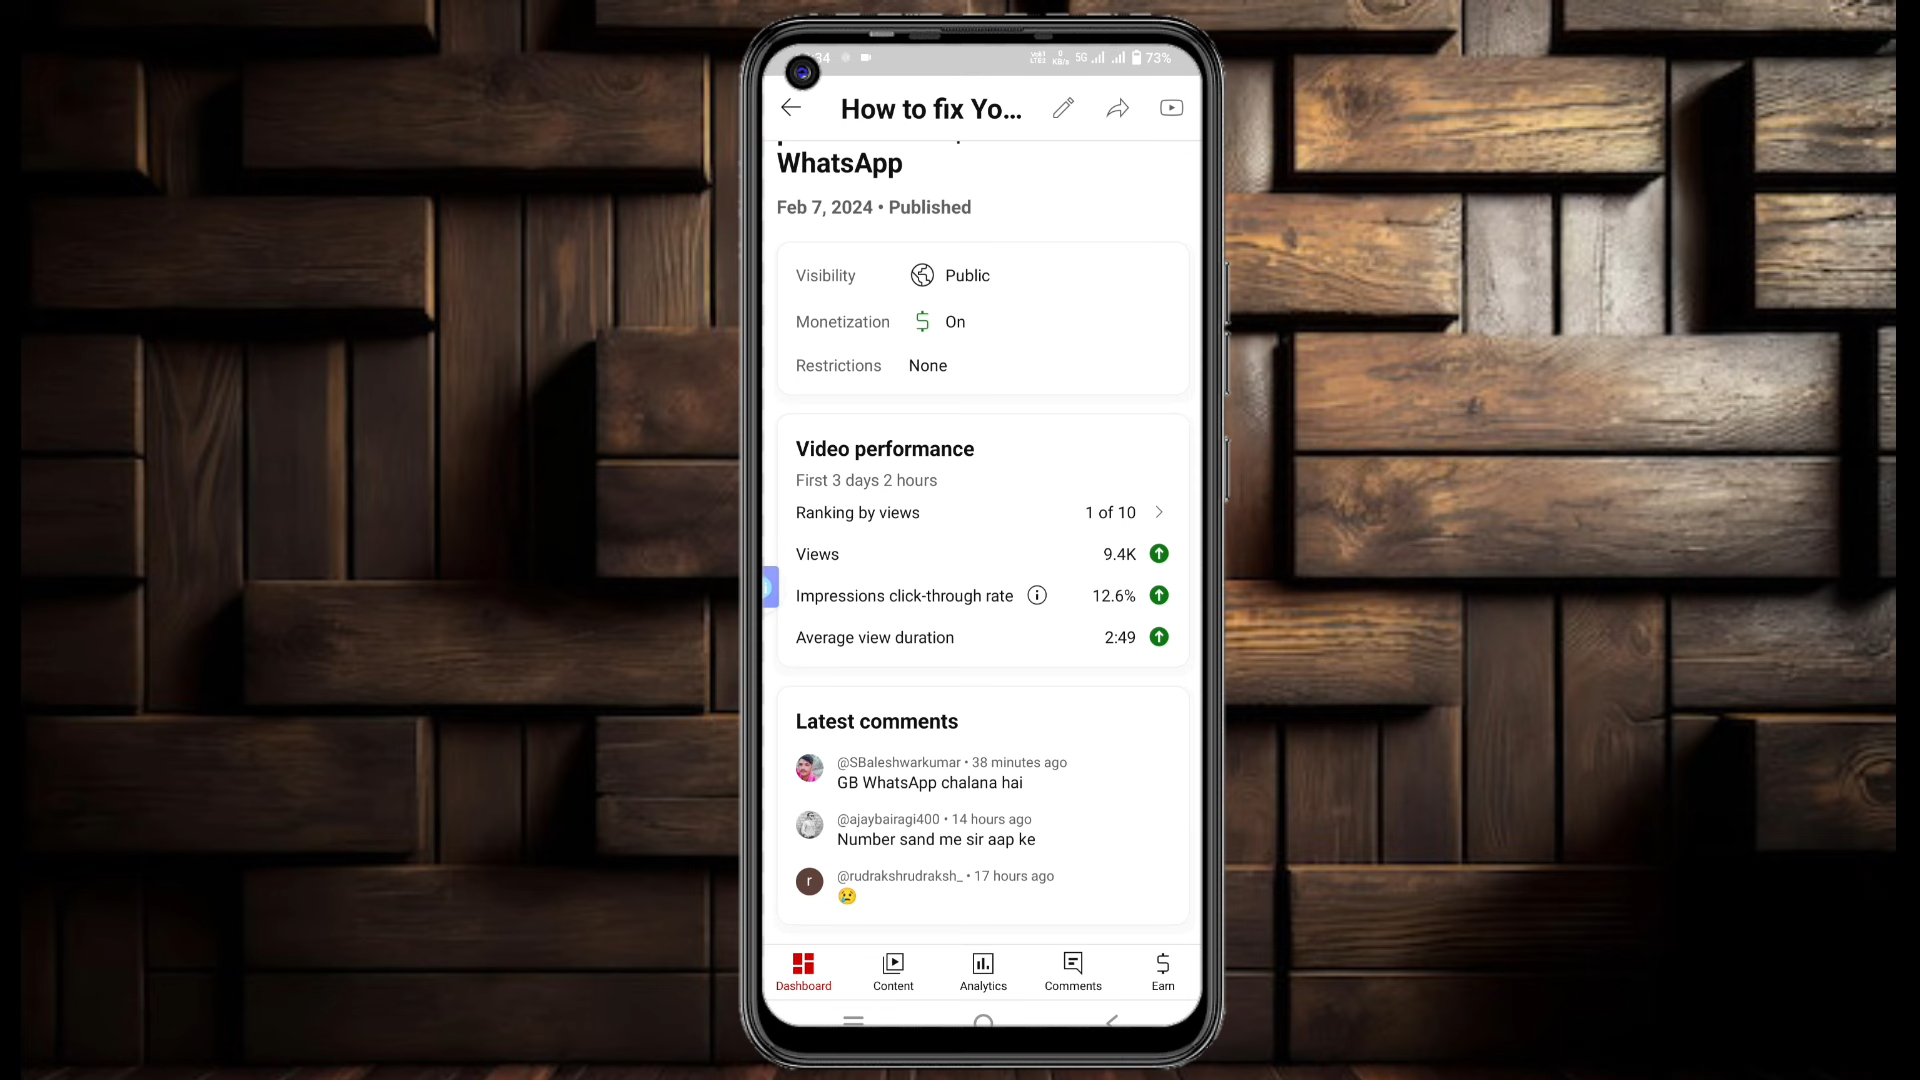 73%
How to fix Yo...
WhatsApp
Feb 7, 2024 • Published
Visibility Public
Monetization On
Restrictions None
Video performance
First 3 days 2 hours
Ranking by views 1 of 10
Views 9.4K
Impressions click-through rate 12.6%
Average view duration 2:49
Latest comments
@SBaleshwarkumar • 38 minutes ago
GB WhatsApp chalana hai
@ajaybairagi400 • 14 hours ago
Number sand me sir aap ke
r @rudrakshrudraksh_ • 17 hours ago
😢
Dashboard Content Analytics Comments Earn